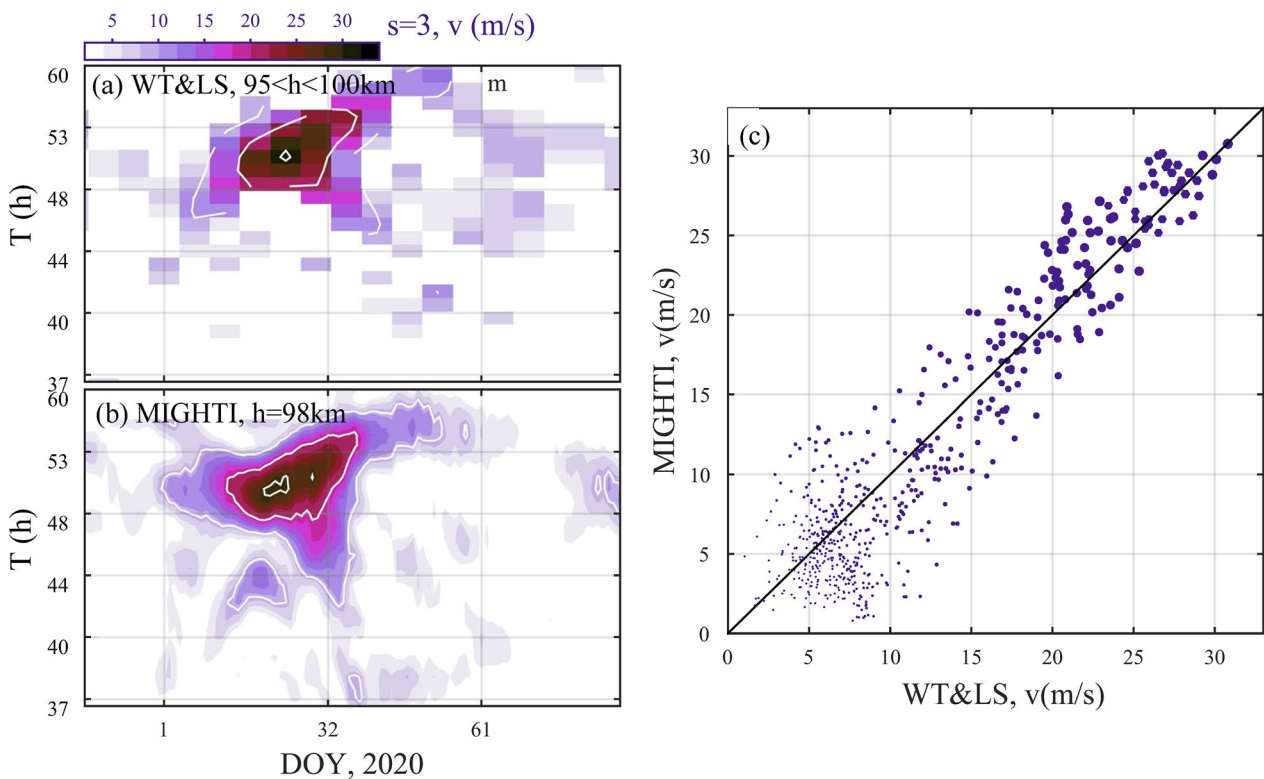 5 10 15 20 25 30 s=3, v (m/s)
(a) WT&LS, 95<h<100km
m
60
53
48
44
40
37
T (h)
(b) MIGHTI, h=98km
60
53
48
44
40
37
T (h)
1 32 61
DOY, 2020
(c)
30
25
20
15
10
5
0
MIGHTI, v(m/s)
0 5 10 15 20 25 30
WT&LS, v(m/s)